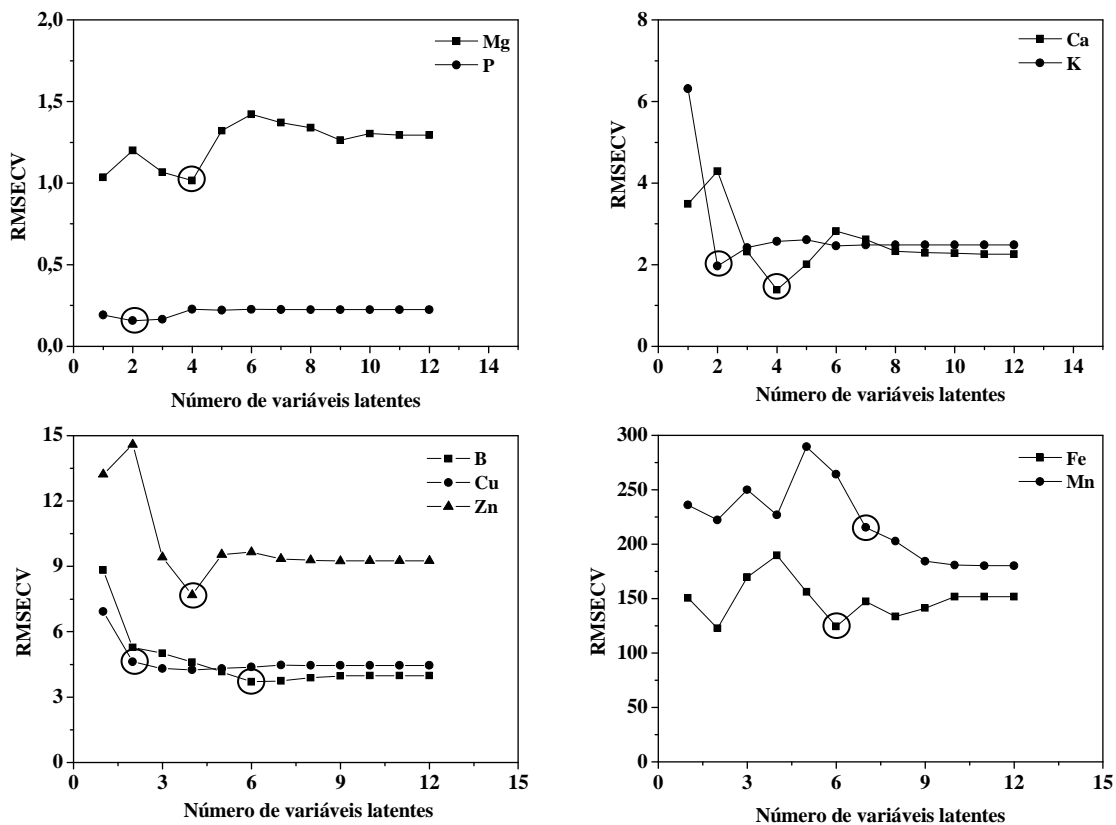 2,0
1,5
1,0
0,5
0,0
RMSECV
Mg
P
0 2 4 6 8 10 12 14
Número de variáveis latentes
8
6
4
2
0
RMSECV
Ca
K
0 2 4 6 8 10 12 14
Número de variáveis latentes
15
12
9
6
3
0
RMSECV
B
Cu
Zn
0 3 6 9 12 15
Número de variáveis latentes
300
250
200
150
100
50
0
RMSECV
Fe
Mn
0 3 6 9 12 15
Número de variáveis latentes